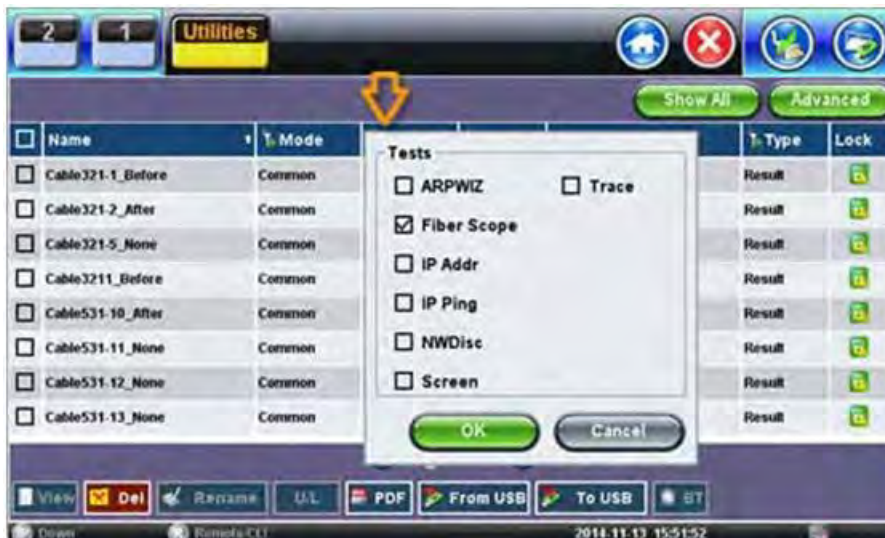 2 1 Utilities
Show All Advanced
Name Mode Type Lock
Tests
Cable321-1_Before Common Result
ARPWIZ Trace
Cable321-2_After Common Result
Fiber Scope
Cable321-5_None Common Result
IP Addr
Cable3211_Before Common Result
IP Ping
Cable531-10_After Common Result
NWDisc
Cable531-11_None Common Result
Screen
Cable531-12_None Common Result
Cable531-13_None Common Result
OK Cancel
View Del Rename U/L PDF From USB To USB BT
Down Remote/CLI 2014-11-13 15:51:52